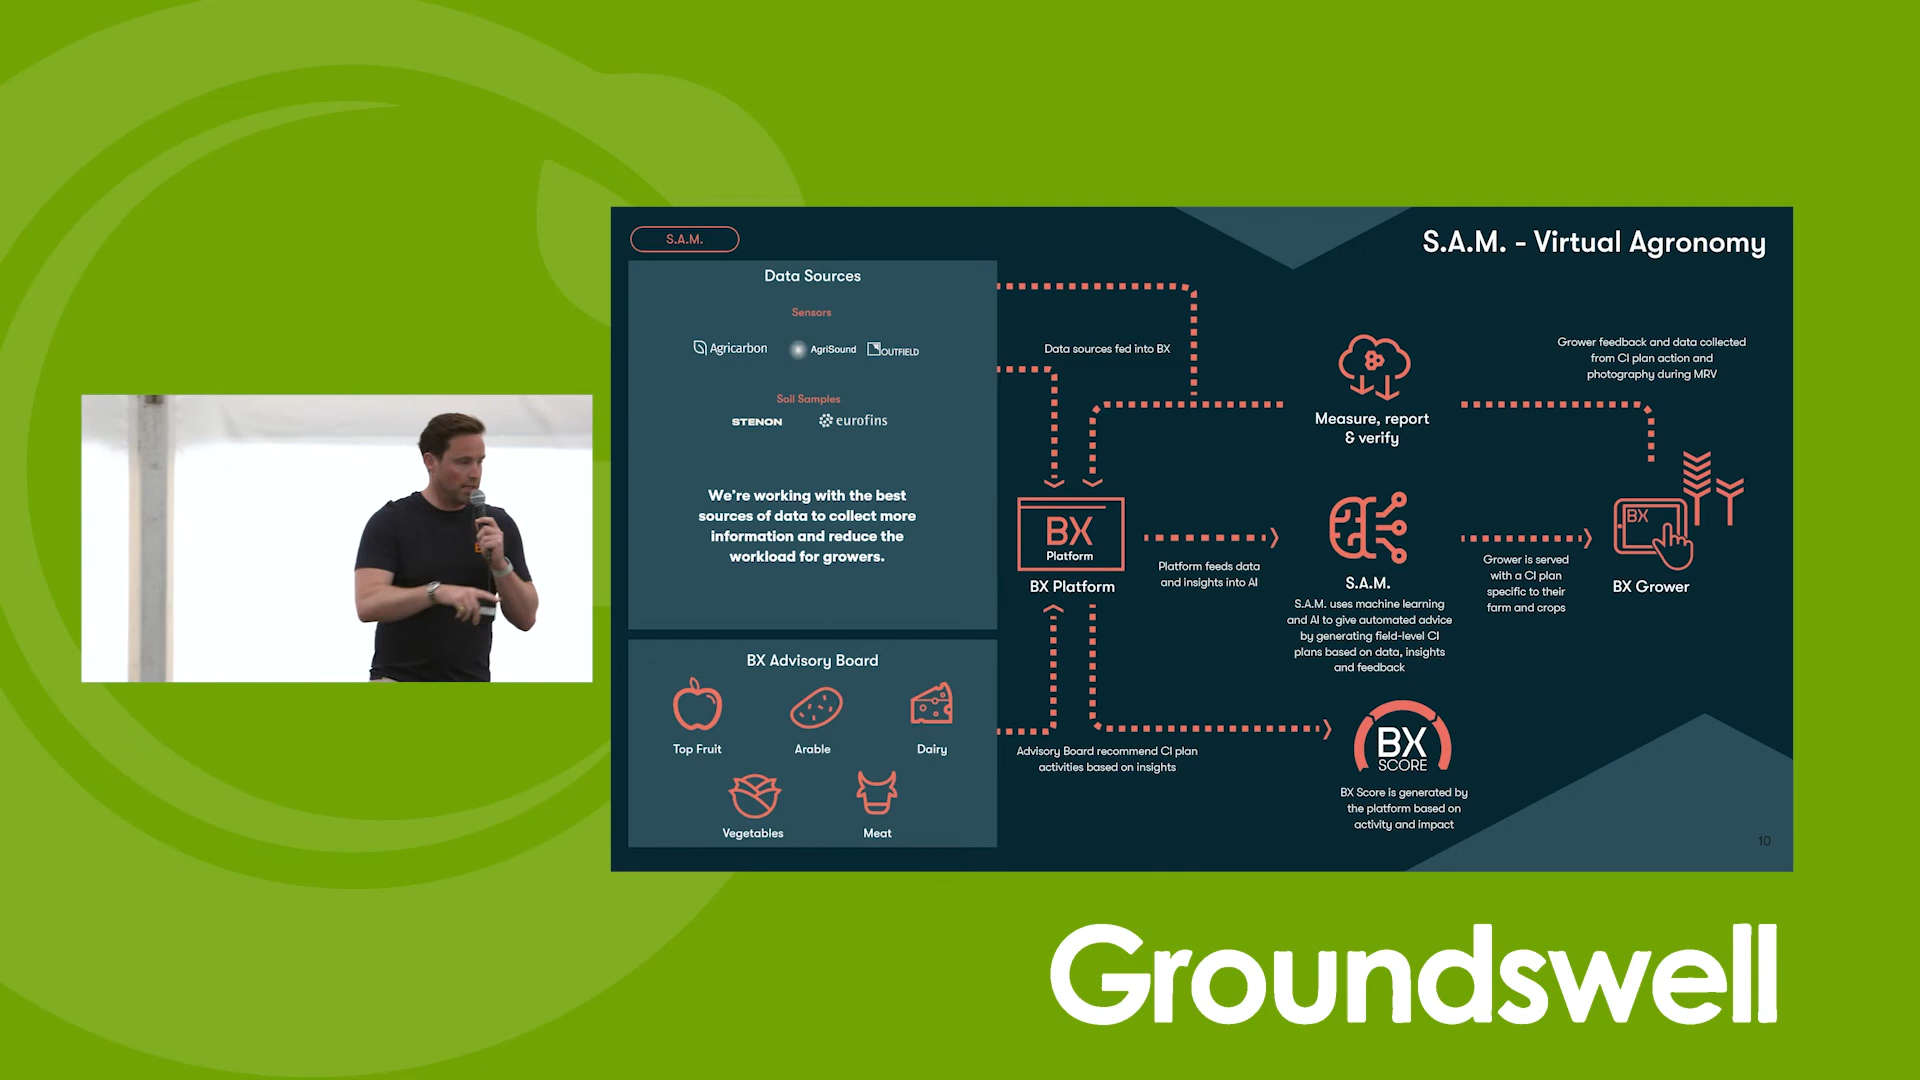 S.A.M.
S.A.M. - Virtual Agronomy
Data Sources
Sensors
Agricarbon
AgriSound
OUTFIELD
Soil Samples
STENON
eurofins
We're working with the best
sources of data to collect more
information and reduce the
workload for growers.
BX Advisory Board
Top Fruit
Arable
Dairy
Vegetables
Meat
Data sources fed into BX
Measure, report
& verify
Grower feedback and data collected
from CI plan action and
photography during MRV
BX
Platform
BX Platform
Platform feeds data
and insights into AI
S.A.M.
S.A.M. uses machine learning
and AI to give automated advice
by generating field-level CI
plans based on data, insights
and feedback
Grower is served
with a CI plan
specific to their
farm and crops
BX
BX Grower
Advisory Board recommend CI plan
activities based on insights
BX
SCORE
BX Score is generated by
the platform based on
activity and impact
10
Groundswell